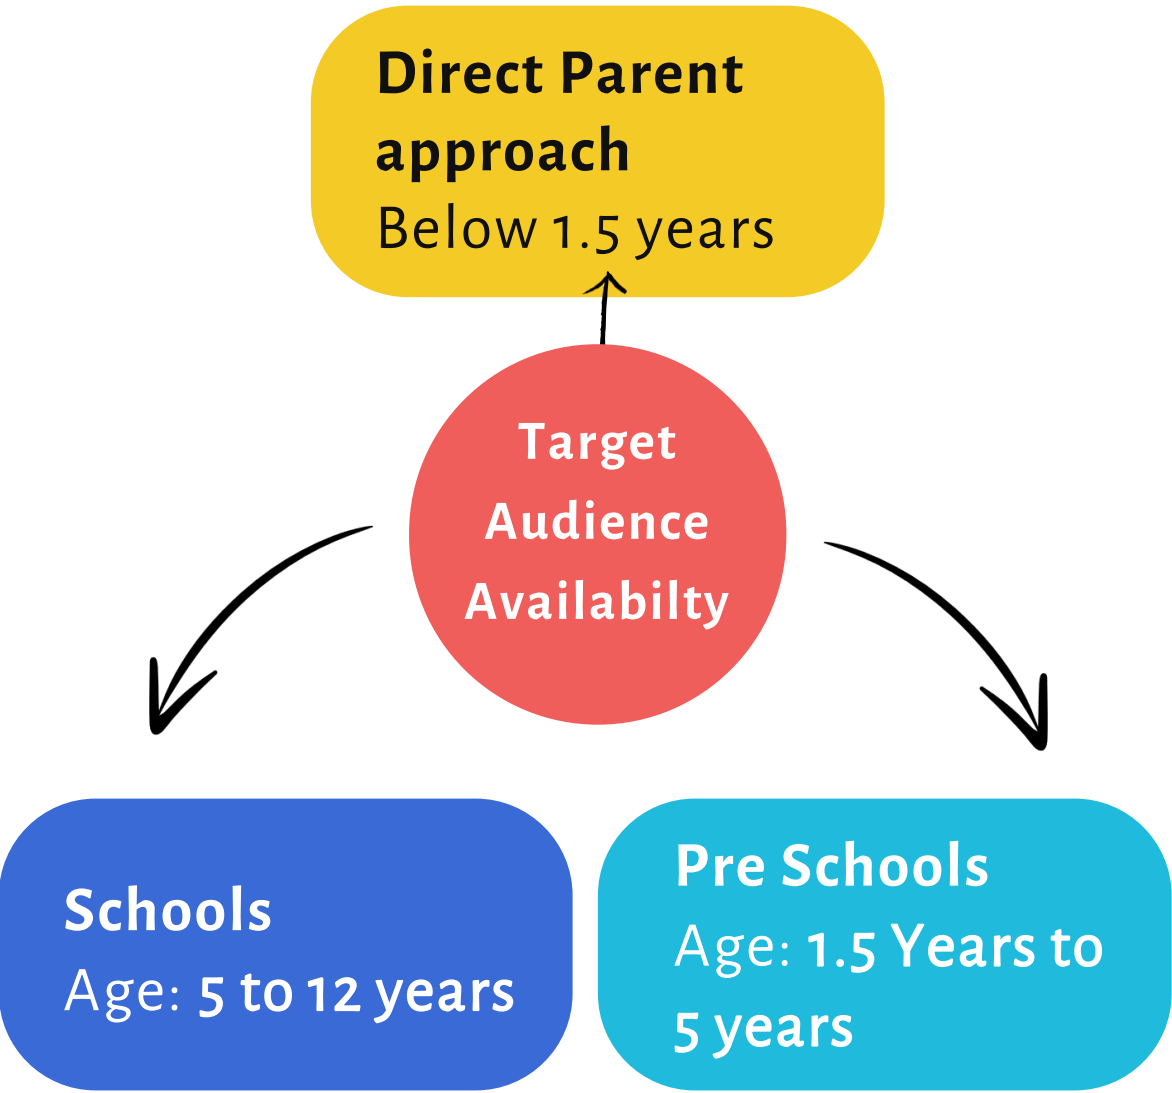 Direct Parent
approach
Below 1.5 years
Target
Audience
Availabilty
Schools
Age: 5 to 12 years
Pre Schools
Age: 1.5 Years to
5 years